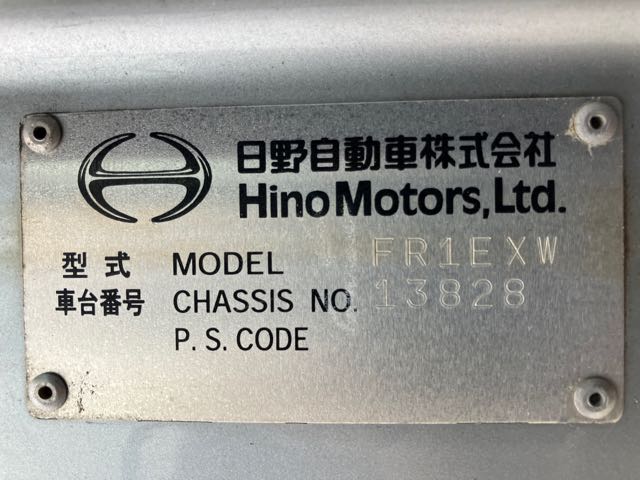 日野自動車株式会社
Hino Motors, Ltd.
型式 MODEL FR1EXW
車台番号 CHASSIS NO. 13828
P. S. CODE